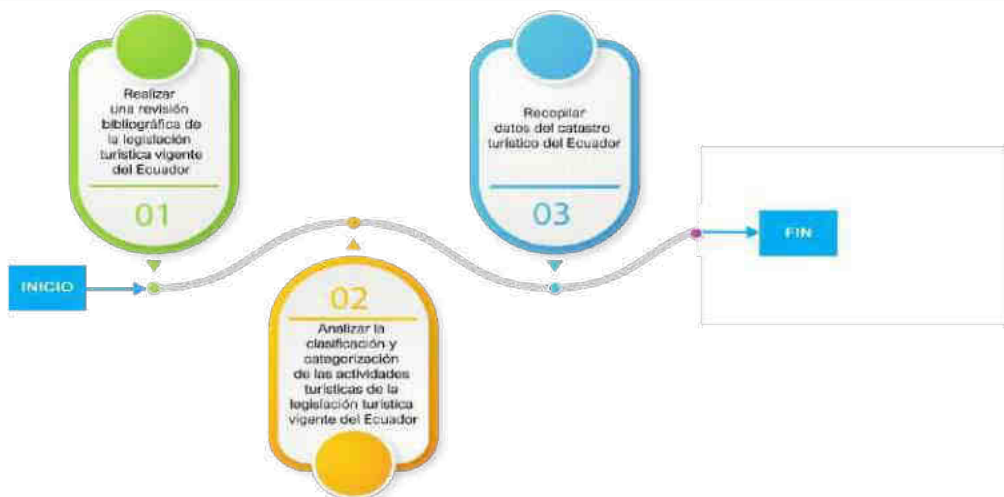 INICIO
Realizar
una revisión
bibliográfica de
la legislación
turística vigente
del Ecuador
01
02
Analizar la
clasificación y
categorización
de las actividades
turísticas de la
legislación turística
vigente del Ecuador
Recopilar
datos del catastro
turístico del Ecuador
03
FIN